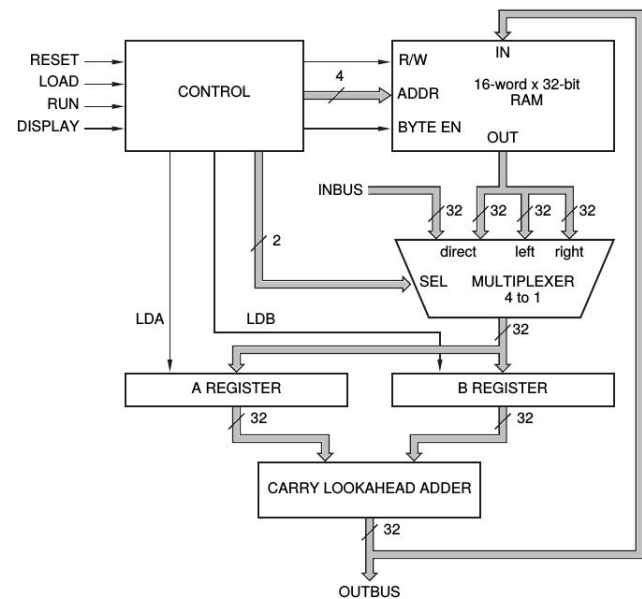 RESET
LOAD
RUN
DISPLAY
CONTROL
4
R/W
ADDR
BYTE EN
IN
16-word x 32-bit
RAM
OUT
INBUS
32
32
32
32
2
direct
left
right
SEL
MULTIPLEXER
4 to 1
32
LDA
LDB
A REGISTER
B REGISTER
32
32
CARRY LOOKAHEAD ADDER
32
OUTBUS